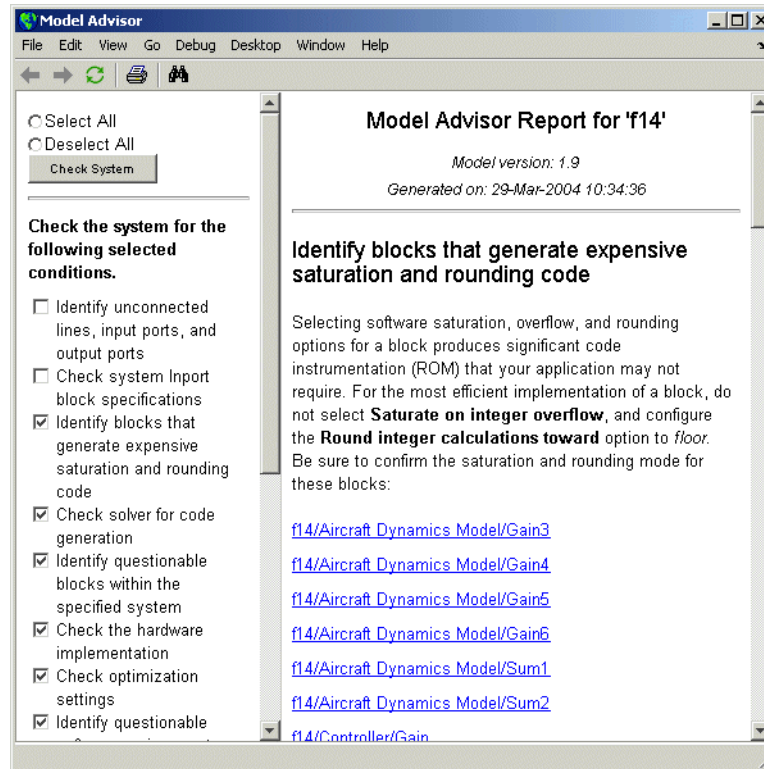 Model Advisor
File Edit View Go Debug Desktop Window Help
Select All
Deselect All
Check System
Check the system for the
following selected
conditions.
Identify unconnected
lines, input ports, and
output ports
Check system Inport
block specifications
Identify blocks that
generate expensive
saturation and rounding
code
Check solver for code
generation
Identify questionable
blocks within the
specified system
Check the hardware
implementation
Check optimization
settings
Identify questionable
Model Advisor Report for 'f14'
Model version: 1.9
Generated on: 29-Mar-2004 10:34:36
Identify blocks that generate expensive
saturation and rounding code
Selecting software saturation, overflow, and rounding
options for a block produces significant code
instrumentation (ROM) that your application may not
require. For the most efficient implementation of a block, do
not select Saturate on integer overflow, and configure
the Round integer calculations toward option to floor.
Be sure to confirm the saturation and rounding mode for
these blocks:
f14/Aircraft Dynamics Model/Gain3
f14/Aircraft Dynamics Model/Gain4
f14/Aircraft Dynamics Model/Gain5
f14/Aircraft Dynamics Model/Gain6
f14/Aircraft Dynamics Model/Sum1
f14/Aircraft Dynamics Model/Sum2
f14/Controller/Gain